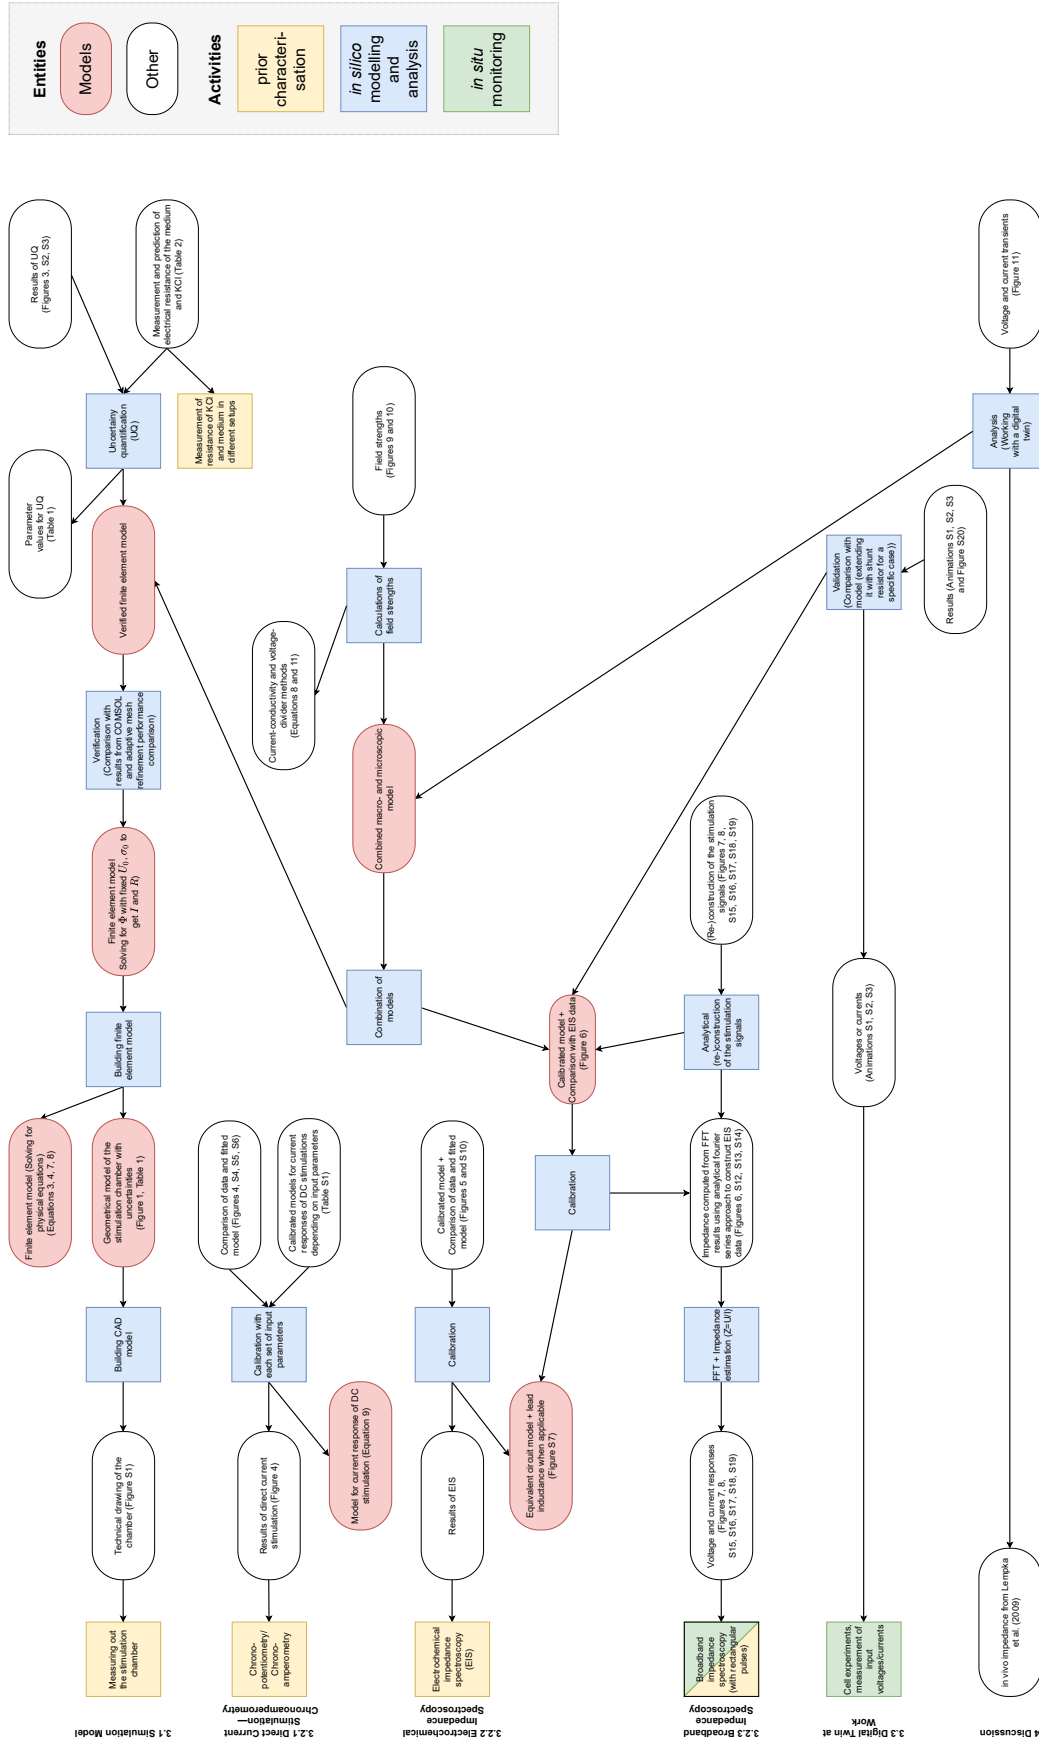 Entities
Models
Other
Activities
prior
characteri-
sation
in silico
modelling
and
analysis
in situ
monitoring
3.1 Simulation Model
Measuring out
the stimulation
chamber
Technical drawing of the
chamber (Figure S1)
Building CAD
model
Geometrical model of the
stimulation chamber with
uncertainties
(Figure 1, Table 1)
Finite element model (Solving for
physical equations)
(Equations 3, 4, 7, 8)
Building finite
element model
Finite element model
Solving for Φ with fixed U₀, σ₀ to
get I and R)
Verification
(Comparison with
results from COMSOL
and adaptive mesh
refinement performance
comparison)
Verified finite element model
Parameter
values for UQ
(Table 1)
Uncertainy
quantification
(UQ)
Results of UQ
(Figures 3, S2, S3)
Measurement and prediction of
electrical resistance of the medium
and KCl (Table 2)
Measurement of
resistance of KCl
and medium in
different setups
3.2.1 Direct Current
Stimulation—
Chronoamperometry
Chrono-
potentiometry/
Chrono-
amperometry
Results of direct current
stimulation (Figure 4)
Model for current response of DC
stimulation (Equation 9)
Calibration with
each set of input
parameters
Comparison of data and fitted
model (Figures 4, S4, S5, S6)
Calibrated models for current
responses of DC stimulations
depending on input parameters
(Table S1)
Current-conductivity and voltage-
divider methods
(Equations 8 and 11)
Calculations of
field strengths
Field strengths
(Figures 9 and 10)
Combined macro- and microscopic
model
Combination of
models
3.2.2 Electrochemical
Impedance
Spectroscopy
Electrochemical
impedance
spectroscopy
(EIS)
Results of EIS
Calibration
Calibrated model +
Comparison of data and fitted
model (Figures 5 and S10)
Equivalent circuit model + lead
inductance when applicable
(Figure S7)
Calibration
Calibrated model +
Comparison with EIS data
(Figure 6)
3.2.3
Impedance Broadband
Spectroscopy
Broadband
impedance
spectroscopy
(with rectangular
pulses)
Voltage and current responses
(Figures 7, 8,
S15, S16, S17, S18, S19)
FFT + Impedance
estimation (Z=U/I)
Impedance computed from FFT
results using analytical fourier
series approach to construct EIS
data (Figures 6, S12, S13, S14)
Analytical
(re-)construction
of the stimulation
signals
(Re-)construction of the stimulation
signals (Figures 7, 8,
S15, S16, S17, S18, S19)
3.3 Digital Twin at
Work
Cell experiments,
measurement of
input
voltages/currents
Voltages or currents
(Animations S1, S2, S3)
Validation
(Comparison with
model (extending
it with shunt
resistor for a
specific case))
Results (Animations S1, S2, S3
and Figure S20)
4 Discussion
in vivo impedance from Lempka
et al. (2009)
Analysis
(Working
with a digital
twin)
Voltage and current transients
(Figure 11)